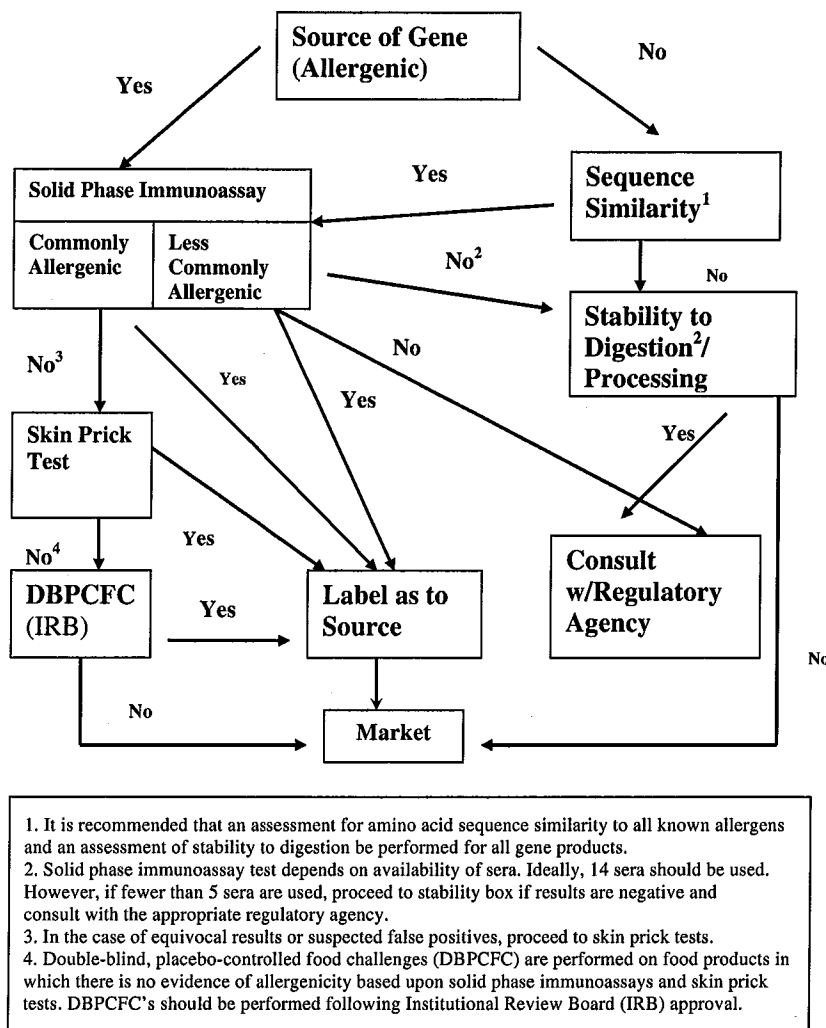 Source of Gene
(Allergenic)
Yes
No
Solid Phase Immunoassay
Commonly
Allergenic
Less
Commonly
Allergenic
Yes
Sequence
Similarity¹
No²
No
Stability to
Digestion²/
Processing
No³
Yes
Yes
No
Yes
Skin Prick
Test
No⁴
Yes
DBPCFC
(IRB)
Yes
Label as to
Source
Consult
w/Regulatory
Agency
No
No
Market
1. It is recommended that an assessment for amino acid sequence similarity to all known allergens
and an assessment of stability to digestion be performed for all gene products.
2. Solid phase immunoassay test depends on availability of sera. Ideally, 14 sera should be used.
However, if fewer than 5 sera are used, proceed to stability box if results are negative and
consult with the appropriate regulatory agency.
3. In the case of equivocal results or suspected false positives, proceed to skin prick tests.
4. Double-blind, placebo-controlled food challenges (DBPCFC) are performed on food products in
which there is no evidence of allergenicity based upon solid phase immunoassays and skin prick
tests. DBPCFC's should be performed following Institutional Review Board (IRB) approval.